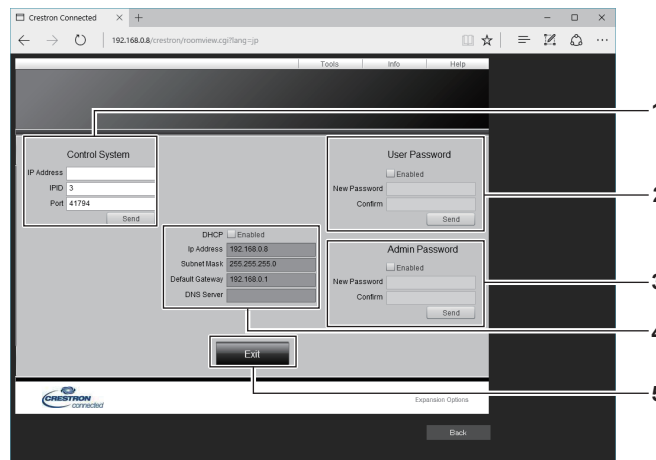 Crestron Connected
192.168.0.8/crestron/roomview.cgi?lang=jp
Tools Info Help
1
Control System
IP Address
IPID 3
Port 41794
Send
User Password
Enabled
New Password
Confirm
Send
2
DHCP Enabled
Ip Address 192.168.0.8
Subnet Mask 255.255.255.0
Default Gateway 192.168.0.1
DNS Server
Admin Password
Enabled
New Password
Confirm
Send
3
4
Exit
5
CRESTRON
connected
Expansion Options
Back